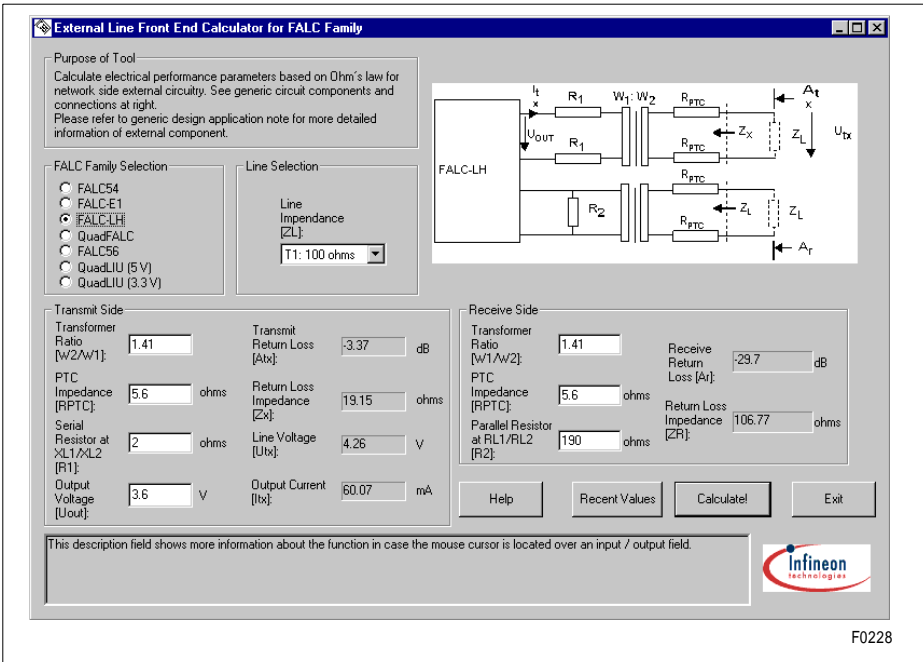 External Line Front End Calculator for FALC Family
Purpose of Tool
Calculate electrical performance parameters based on Ohm´s law for
network side external circuitry. See generic circuit components and
connections at right.
Please refer to generic design application note for more detailed
information of external component.
FALC Family Selection
FALC54
FALC-E1
FALC-LH
QuadFALC
FALC56
QuadLIU (5 V)
QuadLIU (3.3 V)
Line Selection
Line
Impendance
[ZL]:
T1: 100 ohms
FALC-LH
It
x
R1
W1: W2
RPTC
At
x
UOUT
ZX
ZL
Utx
R1
RPTC
R2
RPTC
ZL
ZL
RPTC
Ar
Transmit Side
Transformer
Ratio
[W2/W1]:
1.41
PTC
Impedance
[RPTC]:
5.6
ohms
Serial
Resistor at
XL1/XL2
[R1]:
2
ohms
Output
Voltage
[Uout]:
3.6
V
Transmit
Return Loss
[Atx]:
-3.37
dB
Return Loss
Impedance
[Zx]:
19.15
ohms
Line Voltage
[Utx]:
4.26
V
Output Current
[Itx]:
60.07
mA
Receive Side
Transformer
Ratio
[W1/W2]:
1.41
PTC
Impedance
[RPTC]:
5.6
ohms
Parallel Resistor
at RL1/RL2
[R2]:
190
ohms
Receive
Return
Loss [Ar]:
-29.7
dB
Return Loss
Impedance
[ZR]:
106.77
ohms
Help
Recent Values
Calculate!
Exit
This description field shows more information about the function in case the mouse cursor is located over an input / output field.
Infineon
technologies
F0228